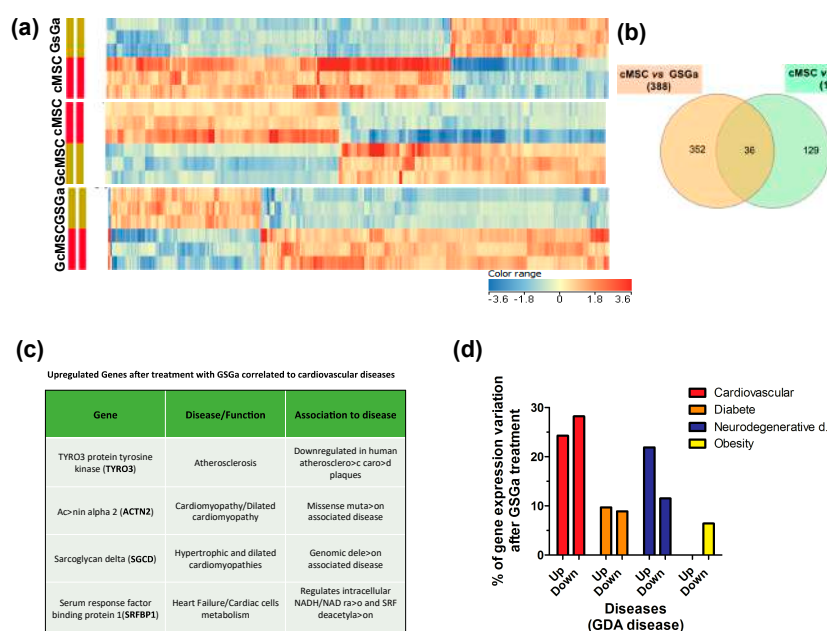 (a)
GsGa
cMSC
cMSC
GcMSC
GSGa
GcMSC
Color range
-3.6 -1.8 0 1.8 3.6
(b)
cMSC vs GSGa
(388)
cMSC v
(1
352
36
129
(c)
Upregulated Genes after treatment with GSGa correlated to cardiovascular diseases
Gene Disease/Function Association to disease
TYRO3 protein tyrosine
kinase (TYRO3)
Atherosclerosis
Downregulated in human
atherosclero>c caro>d
plaques
Ac>nin alpha 2 (ACTN2)
Cardiomyopathy/Dilated
cardiomyopathy
Missense muta>on
associated disease
Sarcoglycan delta (SGCD)
Hypertrophic and dilated
cardiomyopathies
Genomic dele>on
associated disease
Serum response factor
binding protein 1(SRFBP1)
Heart Failure/Cardiac cells
metabolism
Regulates intracellular
NADH/NAD ra>o and SRF
deacetyla>on
(d)
Cardiovascular
Diabete
Neurodegenerative d.
Obesity
% of gene expression variation
after GSGa treatment
30
20
10
0
Up Down Up Down Up Down Up Down
Diseases
(GDA disease)